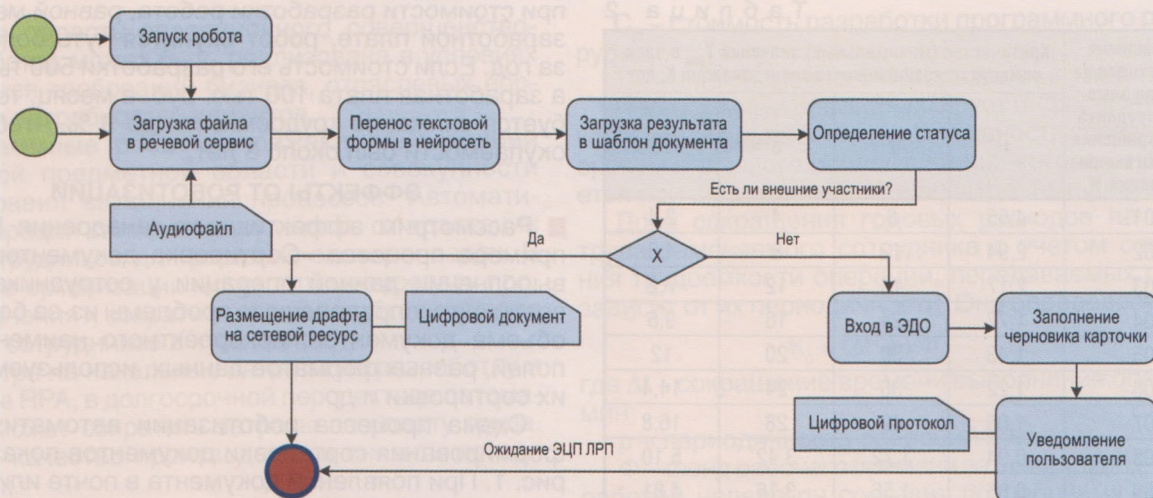 Запуск робота
Загрузка файла
в речевой сервис
Перенос текстовой
формы в нейросеть
Загрузка результата
в шаблон документа
Определение статуса
Аудиофайл
Есть ли внешние участники?
Да
X
Нет
Размещение драфта
на сетевой ресурс
Цифровой документ
Вход в ЭДО
Заполнение
черновика карточки
Цифровой протокол
Уведомление
пользователя
Ожидание ЭЦП ЛРП